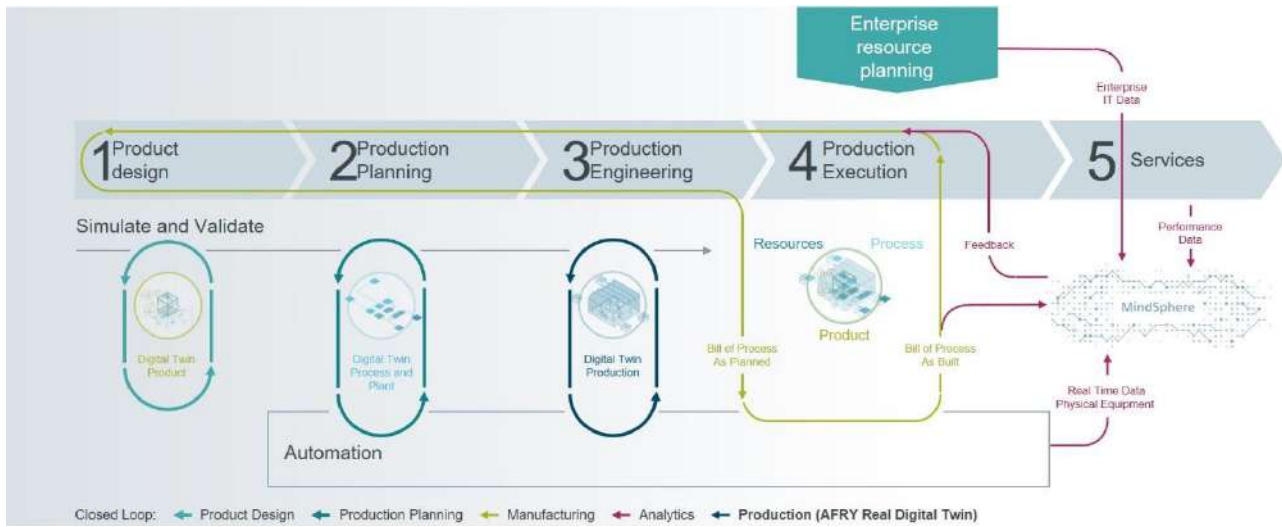 Enterprise
resource
planning
Enterprise
IT Data
1 Product
design
2 Production
Planning
3 Production
Engineering
4 Production
Execution
5 Services
Simulate and Validate
Resources
Process
Product
Feedback
Performance
Data
MindSphere
Digital Twin
Product
Digital Twin
Process and
Plant
Digital Twin
Production
Bill of Process
As Planned
Bill of Process
As Built
Real Time Data
Physical Equipment
Automation
Closed Loop: Product Design Production Planning Manufacturing Analytics Production (AFRY Real Digital Twin)